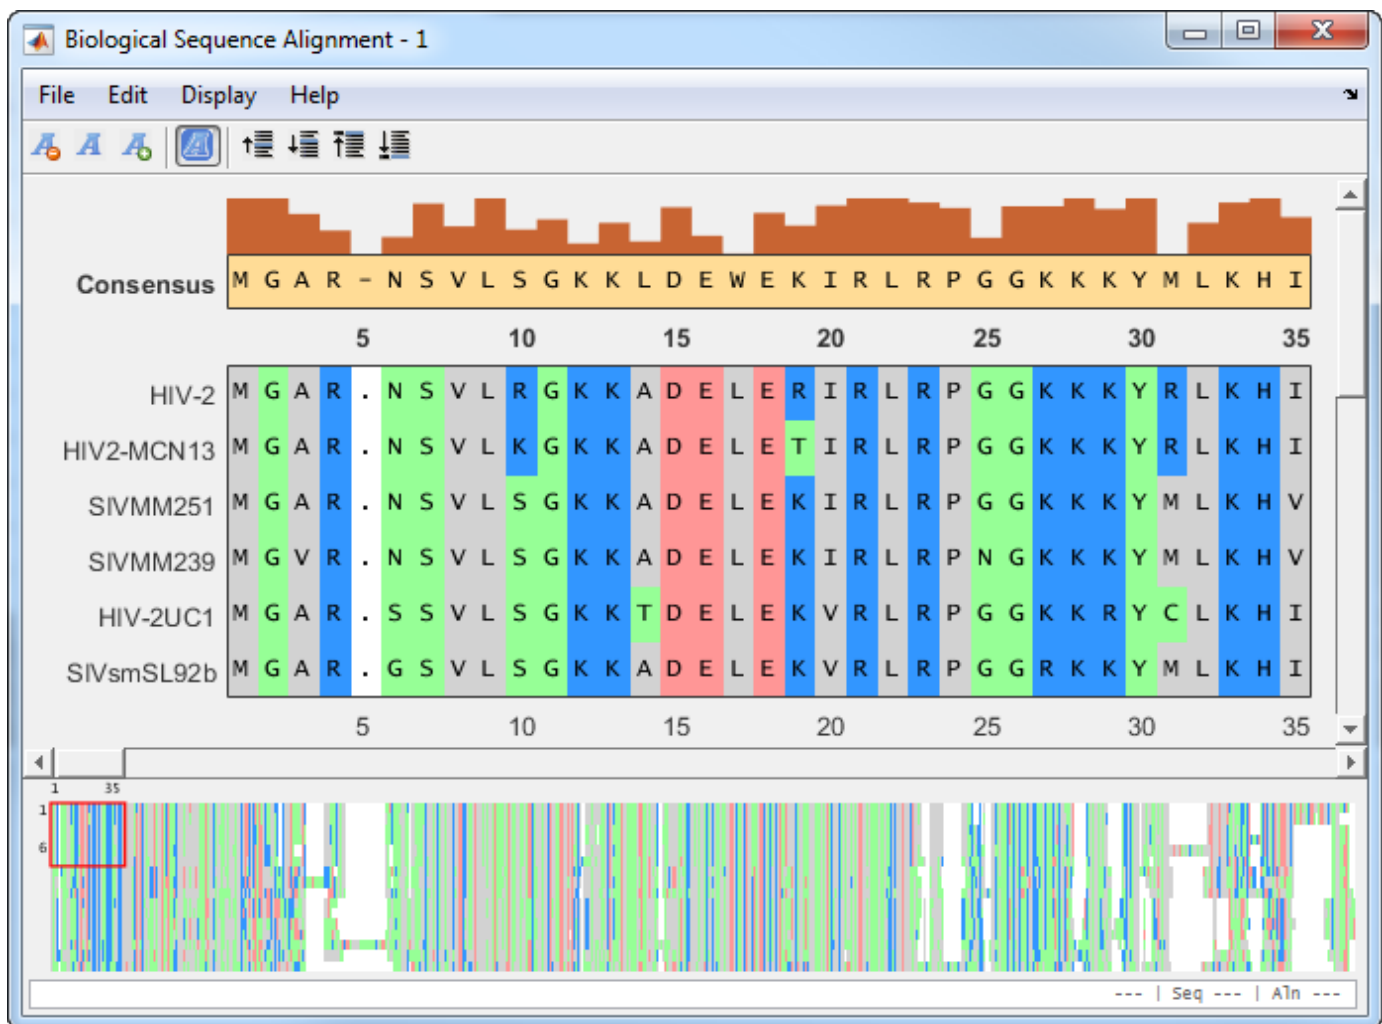 Biological Sequence Alignment - 1
File Edit Display Help
Consensus M G A R - N S V L S G K K L D E W E K I R L R P G G K K K Y M L K H I
5 10 15 20 25 30 35
HIV-2 M G A R . N S V L R G K K A D E L E R I R L R P G G K K K Y R L K H I
HIV2-MCN13 M G A R . N S V L K G K K A D E L E T I R L R P G G K K K Y R L K H I
SIVMM251 M G A R . N S V L S G K K A D E L E K I R L R P G G K K K Y M L K H V
SIVMM239 M G V R . N S V L S G K K A D E L E K I R L R P N G K K K Y M L K H V
HIV-2UC1 M G A R . S S V L S G K K T D E L E K V R L R P G G K K R Y C L K H I
SIVsmSL92b M G A R . G S V L S G K K A D E L E K V R L R P G G R K K Y M L K H I
5 10 15 20 25 30 35
1 35
1
6
--- | Seq --- | Aln ---